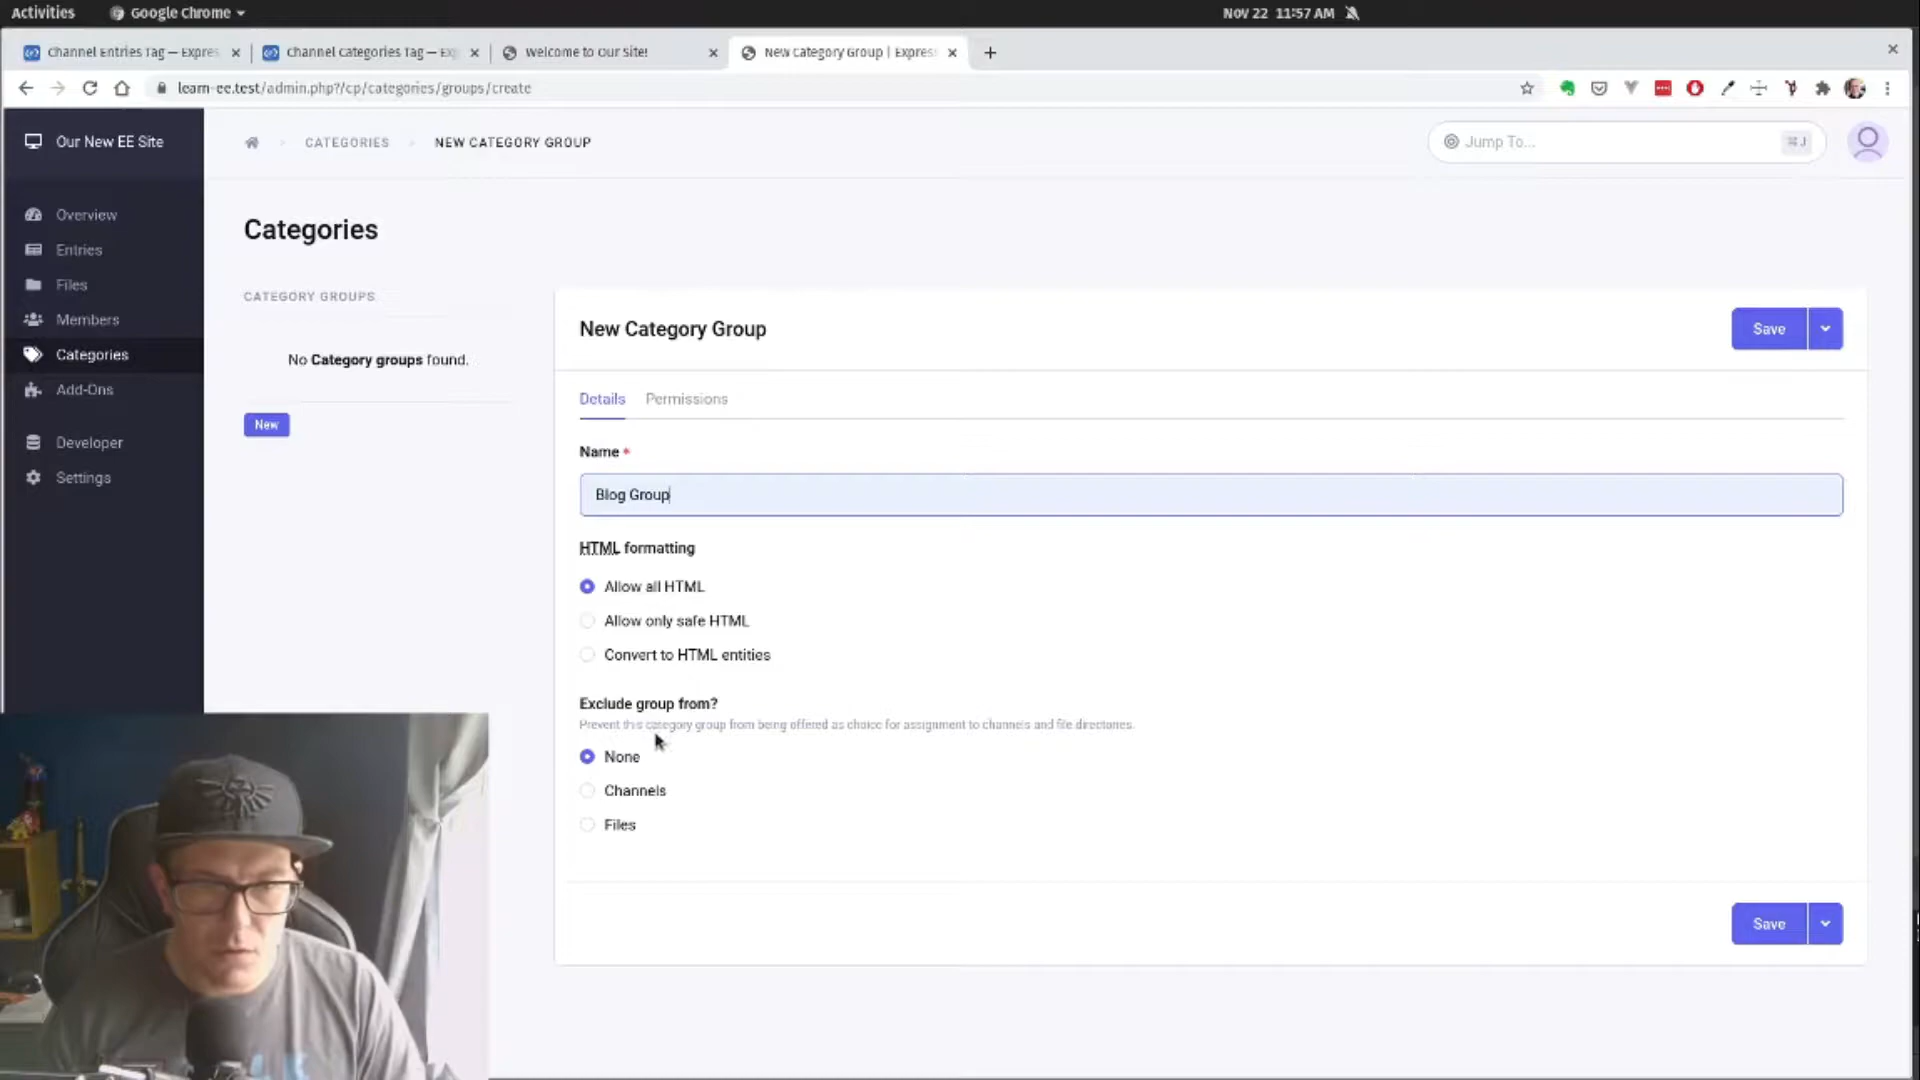 Activities
Google Chrome
Nov 22 11:57 AM
Channel Entries Tag — Expres
Channel Categories Tag — Exp
Welcome to Our Site!
New Category Group | Express
learn-ee.test/admin.php?/cp/categories/groups/create
Our New EE Site
CATEGORIES
NEW CATEGORY GROUP
Jump To...
⌘ J
Overview
Entries
Files
Members
Categories
Add-Ons
Developer
Settings
Categories
CATEGORY GROUPS
No Category groups found.
New
New Category Group
Save
Details
Permissions
Name *
Blog Group
HTML formatting
Allow all HTML
Allow only safe HTML
Convert to HTML entities
Exclude group from?
Prevent this category group from being offered as choice for assignment to channels and file directories.
None
Channels
Files
Save